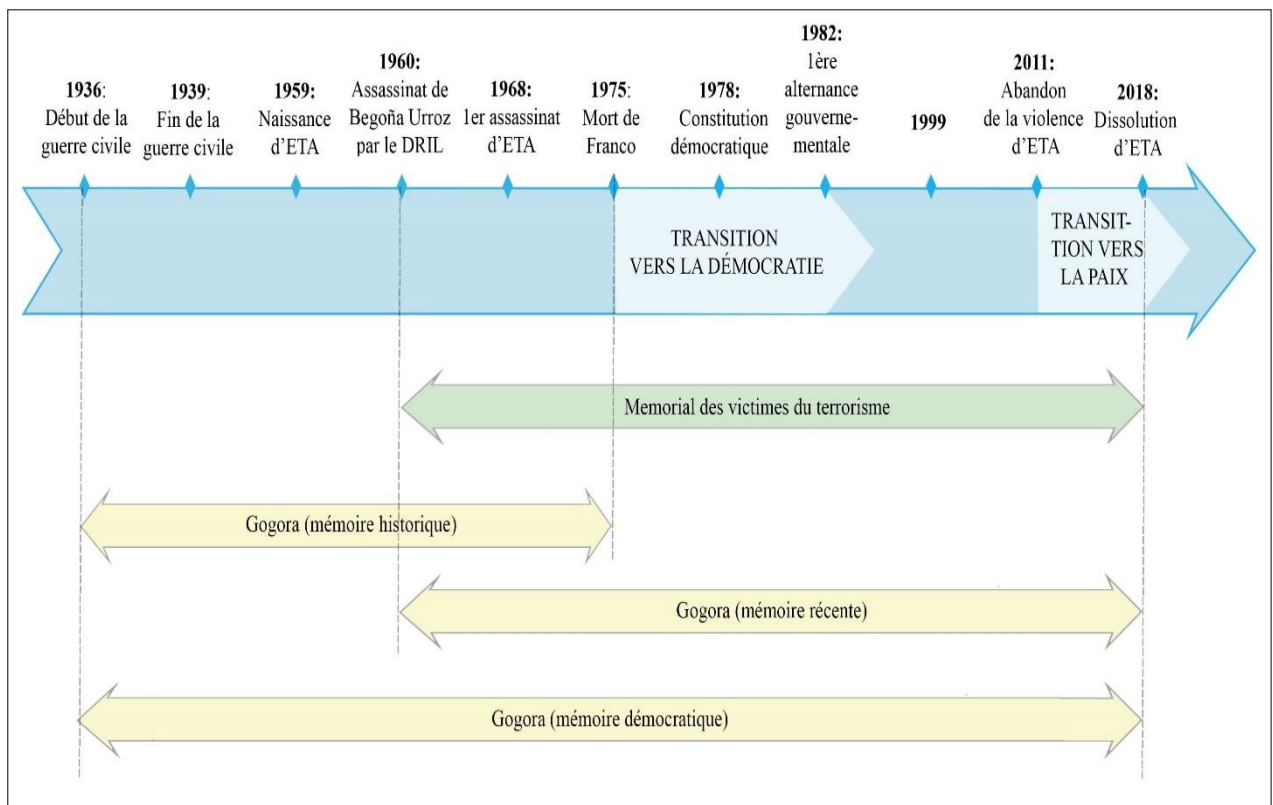 1936:
Début de la
guerre civile
1939:
Fin de la
guerre civile
1959:
Naissance
d'ETA
1960:
Assassinat de
Begoña Urroz
par le DRIL
1968:
1er assassinat
d'ETA
1975:
Mort de
Franco
1978:
Constitution
démocratique
1982:
1ère
alternance
gouverne-
mentale
1999
2011:
Abandon
de la violence
d'ETA
2018:
Dissolution
d'ETA
TRANSITION
VERS LA DÉMOCRATIE
TRANSIT-
TION VERS
LA PAIX
Memorial des victimes du terrorisme
Gogora (mémoire historique)
Gogora (mémoire récente)
Gogora (mémoire démocratique)